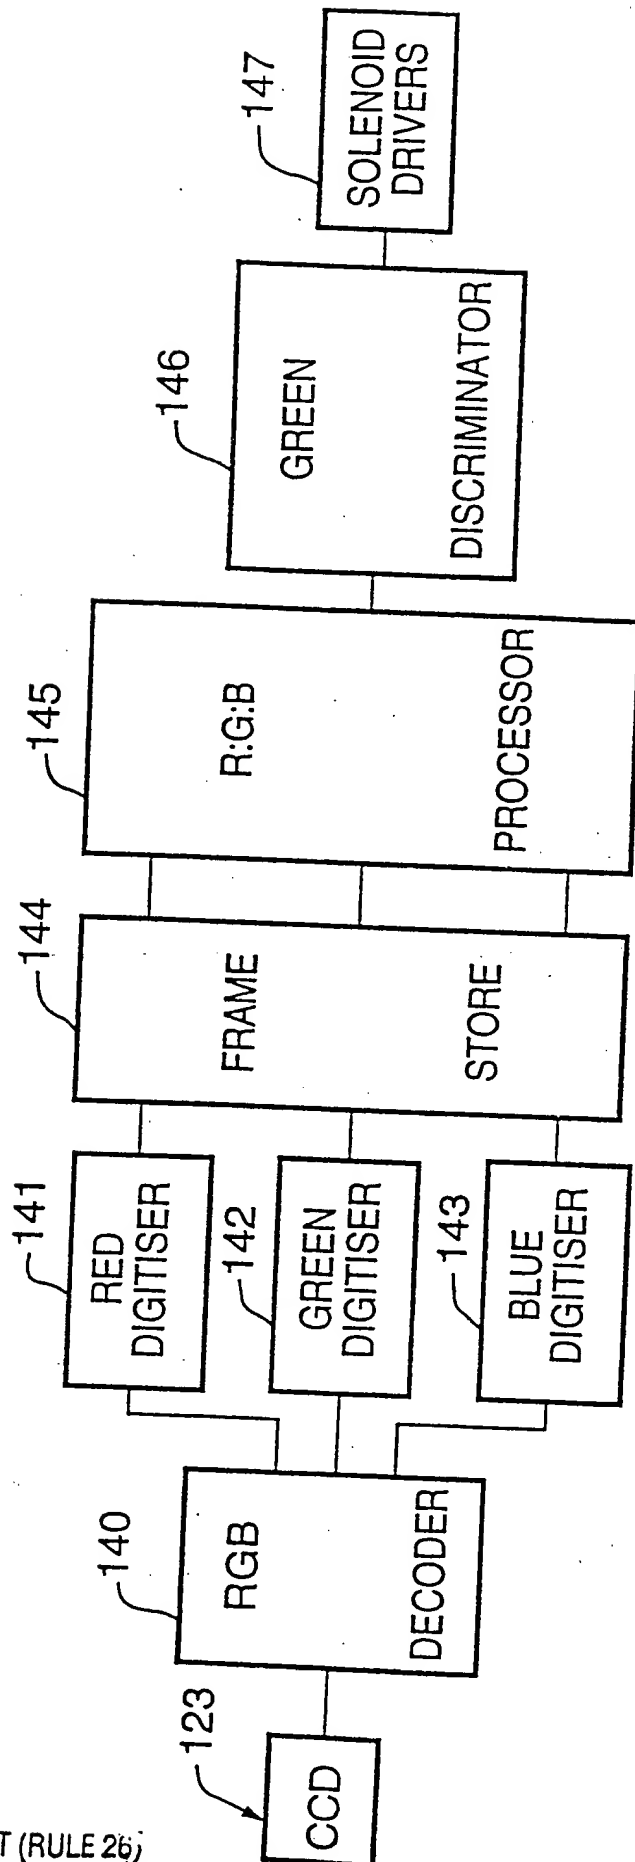 123
CCD
140
RGB
DECODER
141
RED
DIGITISER
142
GREEN
DIGITISER
143
BLUE
DIGITISER
144
FRAME
STORE
145
R:G:B
PROCESSOR
146
GREEN
DISCRIMINATOR
147
SOLENOID
DRIVERS
T (RULE 26)